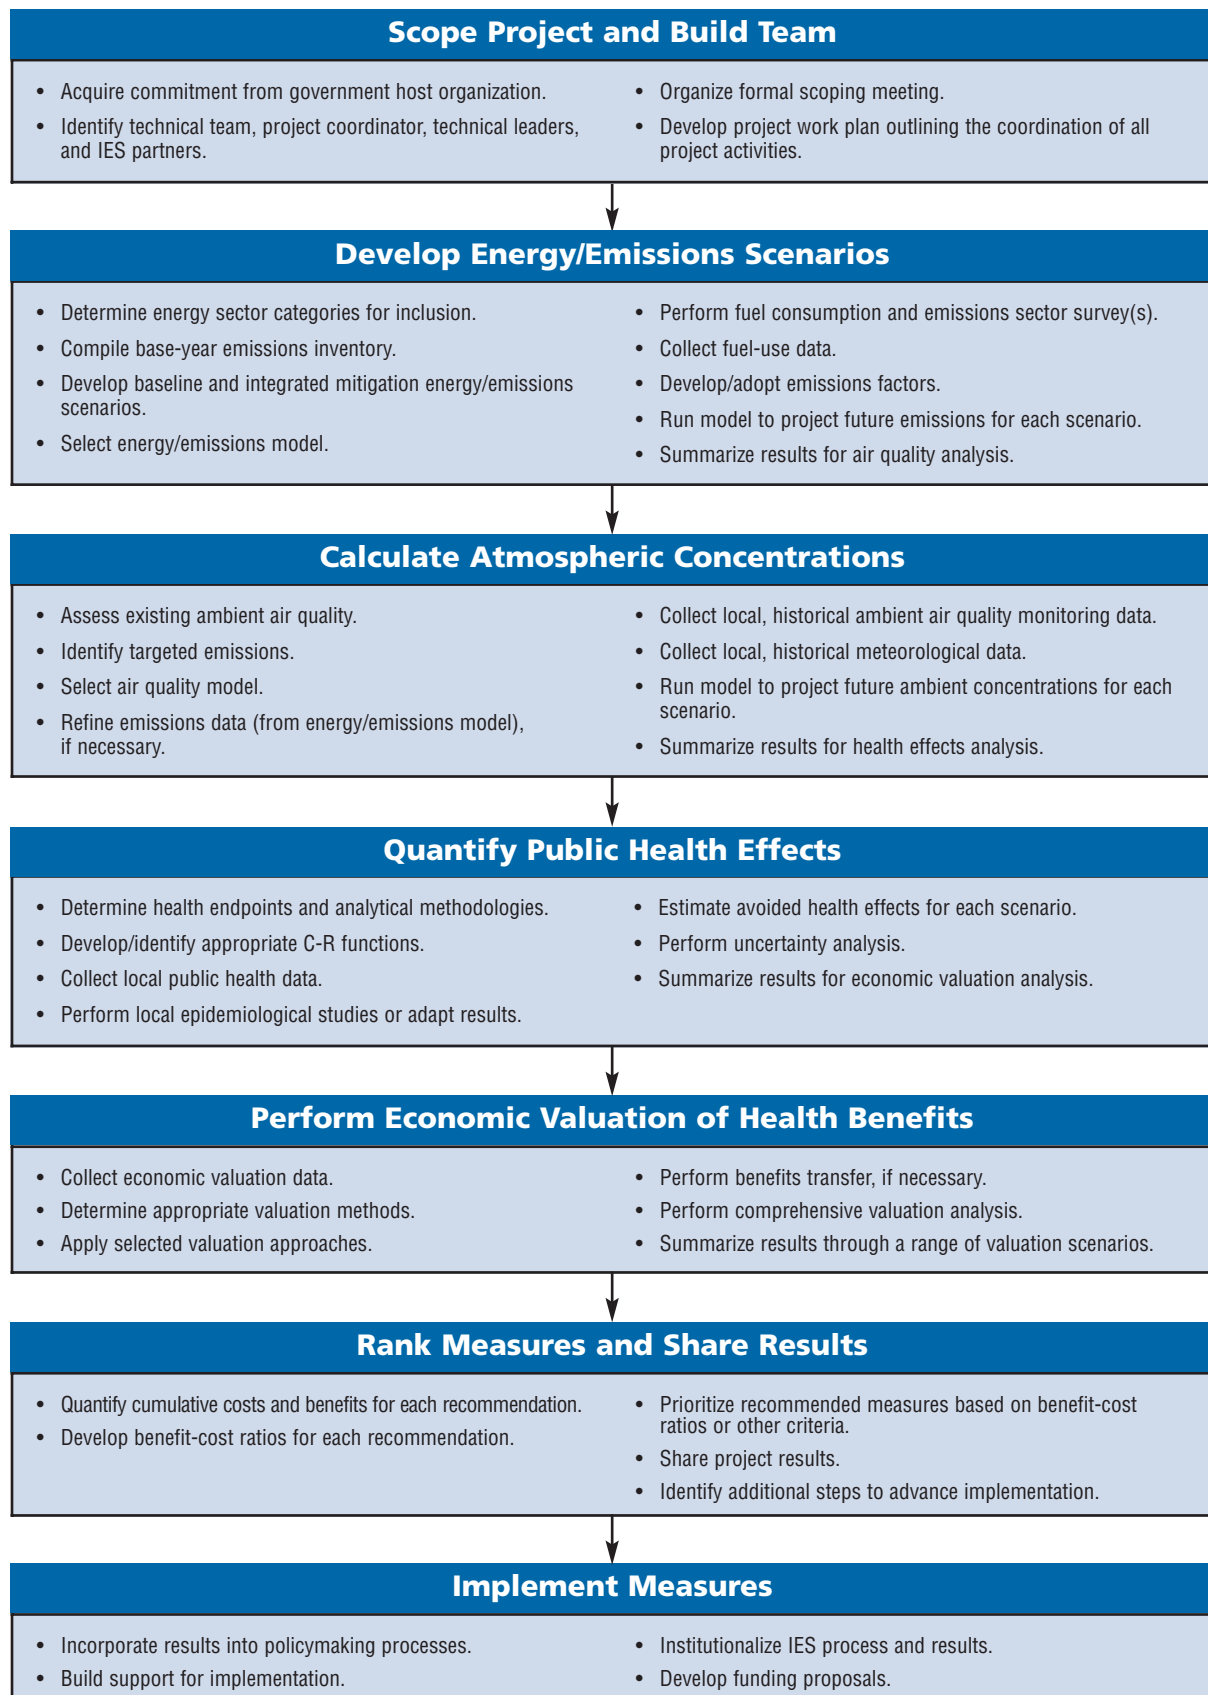 Scope Project and Build Team
• Acquire commitment from government host organization.
• Identify technical team, project coordinator, technical leaders,
and IES partners.
• Organize formal scoping meeting.
• Develop project work plan outlining the coordination of all
project activities.
Develop Energy/Emissions Scenarios
• Determine energy sector categories for inclusion.
• Compile base-year emissions inventory.
• Develop baseline and integrated mitigation energy/emissions
scenarios.
• Select energy/emissions model.
• Perform fuel consumption and emissions sector survey(s).
• Collect fuel-use data.
• Develop/adopt emissions factors.
• Run model to project future emissions for each scenario.
• Summarize results for air quality analysis.
Calculate Atmospheric Concentrations
• Assess existing ambient air quality.
• Identify targeted emissions.
• Select air quality model.
• Refine emissions data (from energy/emissions model),
if necessary.
• Collect local, historical ambient air quality monitoring data.
• Collect local, historical meteorological data.
• Run model to project future ambient concentrations for each
scenario.
• Summarize results for health effects analysis.
Quantify Public Health Effects
• Determine health endpoints and analytical methodologies.
• Develop/identify appropriate C-R functions.
• Collect local public health data.
• Perform local epidemiological studies or adapt results.
• Estimate avoided health effects for each scenario.
• Perform uncertainty analysis.
• Summarize results for economic valuation analysis.
Perform Economic Valuation of Health Benefits
• Collect economic valuation data.
• Determine appropriate valuation methods.
• Apply selected valuation approaches.
• Perform benefits transfer, if necessary.
• Perform comprehensive valuation analysis.
• Summarize results through a range of valuation scenarios.
Rank Measures and Share Results
• Quantify cumulative costs and benefits for each recommendation.
• Develop benefit-cost ratios for each recommendation.
• Prioritize recommended measures based on benefit-cost
ratios or other criteria.
• Share project results.
• Identify additional steps to advance implementation.
Implement Measures
• Incorporate results into policymaking processes.
• Build support for implementation.
• Institutionalize IES process and results.
• Develop funding proposals.